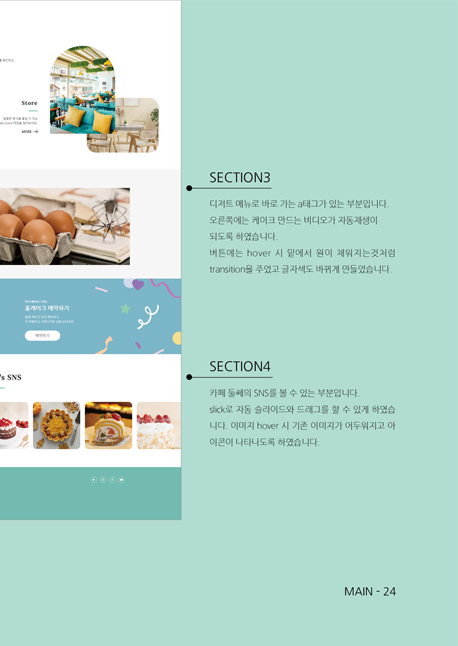 Store
MORE
홀케이크 예약하기
예약하기
's SNS
SECTION3
디저트 메뉴로 바로 가는 a태그가 있는 부분입니다.
오른쪽에는 케이크 만드는 비디오가 자동재생이
되도록 하였습니다.
버튼에는 hover 시 밑에서 원이 채워지는것처럼
transition을 주었고 글자색도 바뀌게 만들었습니다.
SECTION4
카페 둘쎄의 SNS를 볼 수 있는 부분입니다.
slick로 자동 슬라이드와 드래그를 할 수 있게 하였습
니다. 이미지 hover 시 기존 이미지가 어두워지고 아
이콘이 나타나도록 하였습니다.
MAIN - 24